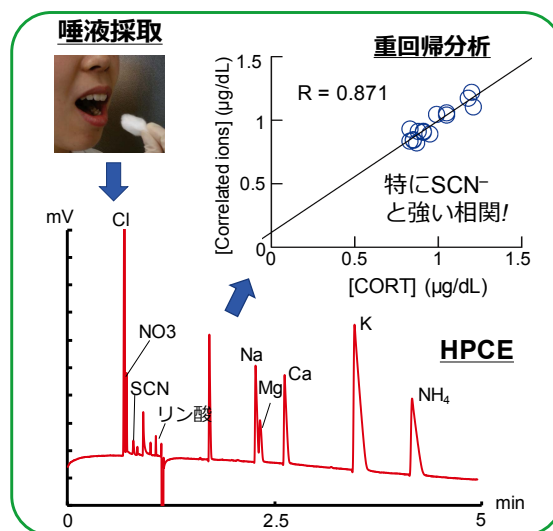 唾液採取
重回帰分析
[Correlated ions] (µg/dL)
1.5
1
0.5
0
R = 0.871
特にSCN⁻
と強い相関!
0
0.5
1
1.5
[CORT] (µg/dL)
mV
Cl
NO3
SCN
リン酸
Na
Mg
Ca
K
NH₄
HPCE
0
2.5
5
min